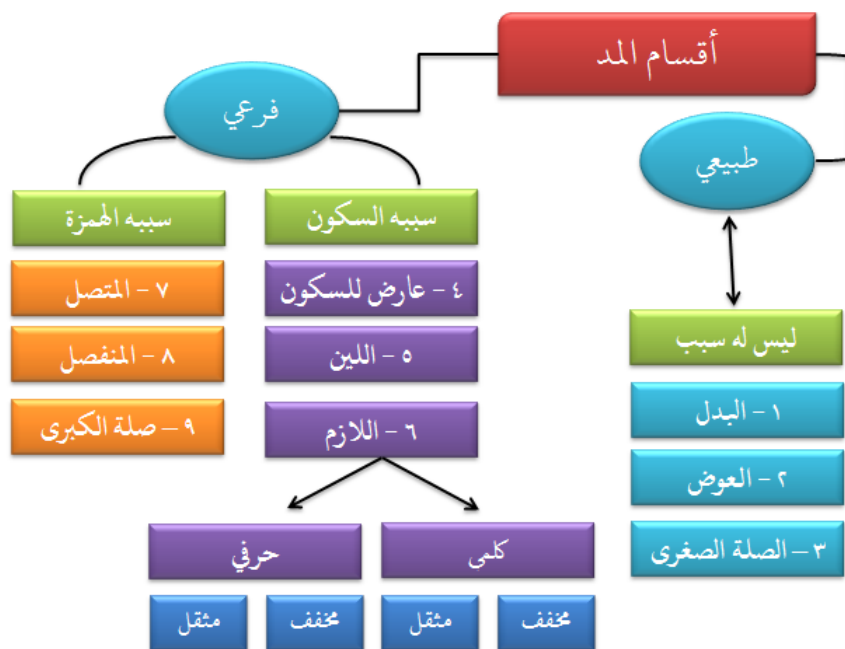 أقسام المد
طبيعي
ليس له سبب
١ - البدل
٢ - العوض
٣ - الصلة الصغرى
فرعي
سببه السكون
٤ - عارض للسكون
٥ - اللين
٦ - اللازم
كلمى
مخفف
مثقل
حرفي
مخفف
مثقل
سببه الهمزة
٧ - المتصل
٨ - المنفصل
٩ - صلة الكبرى